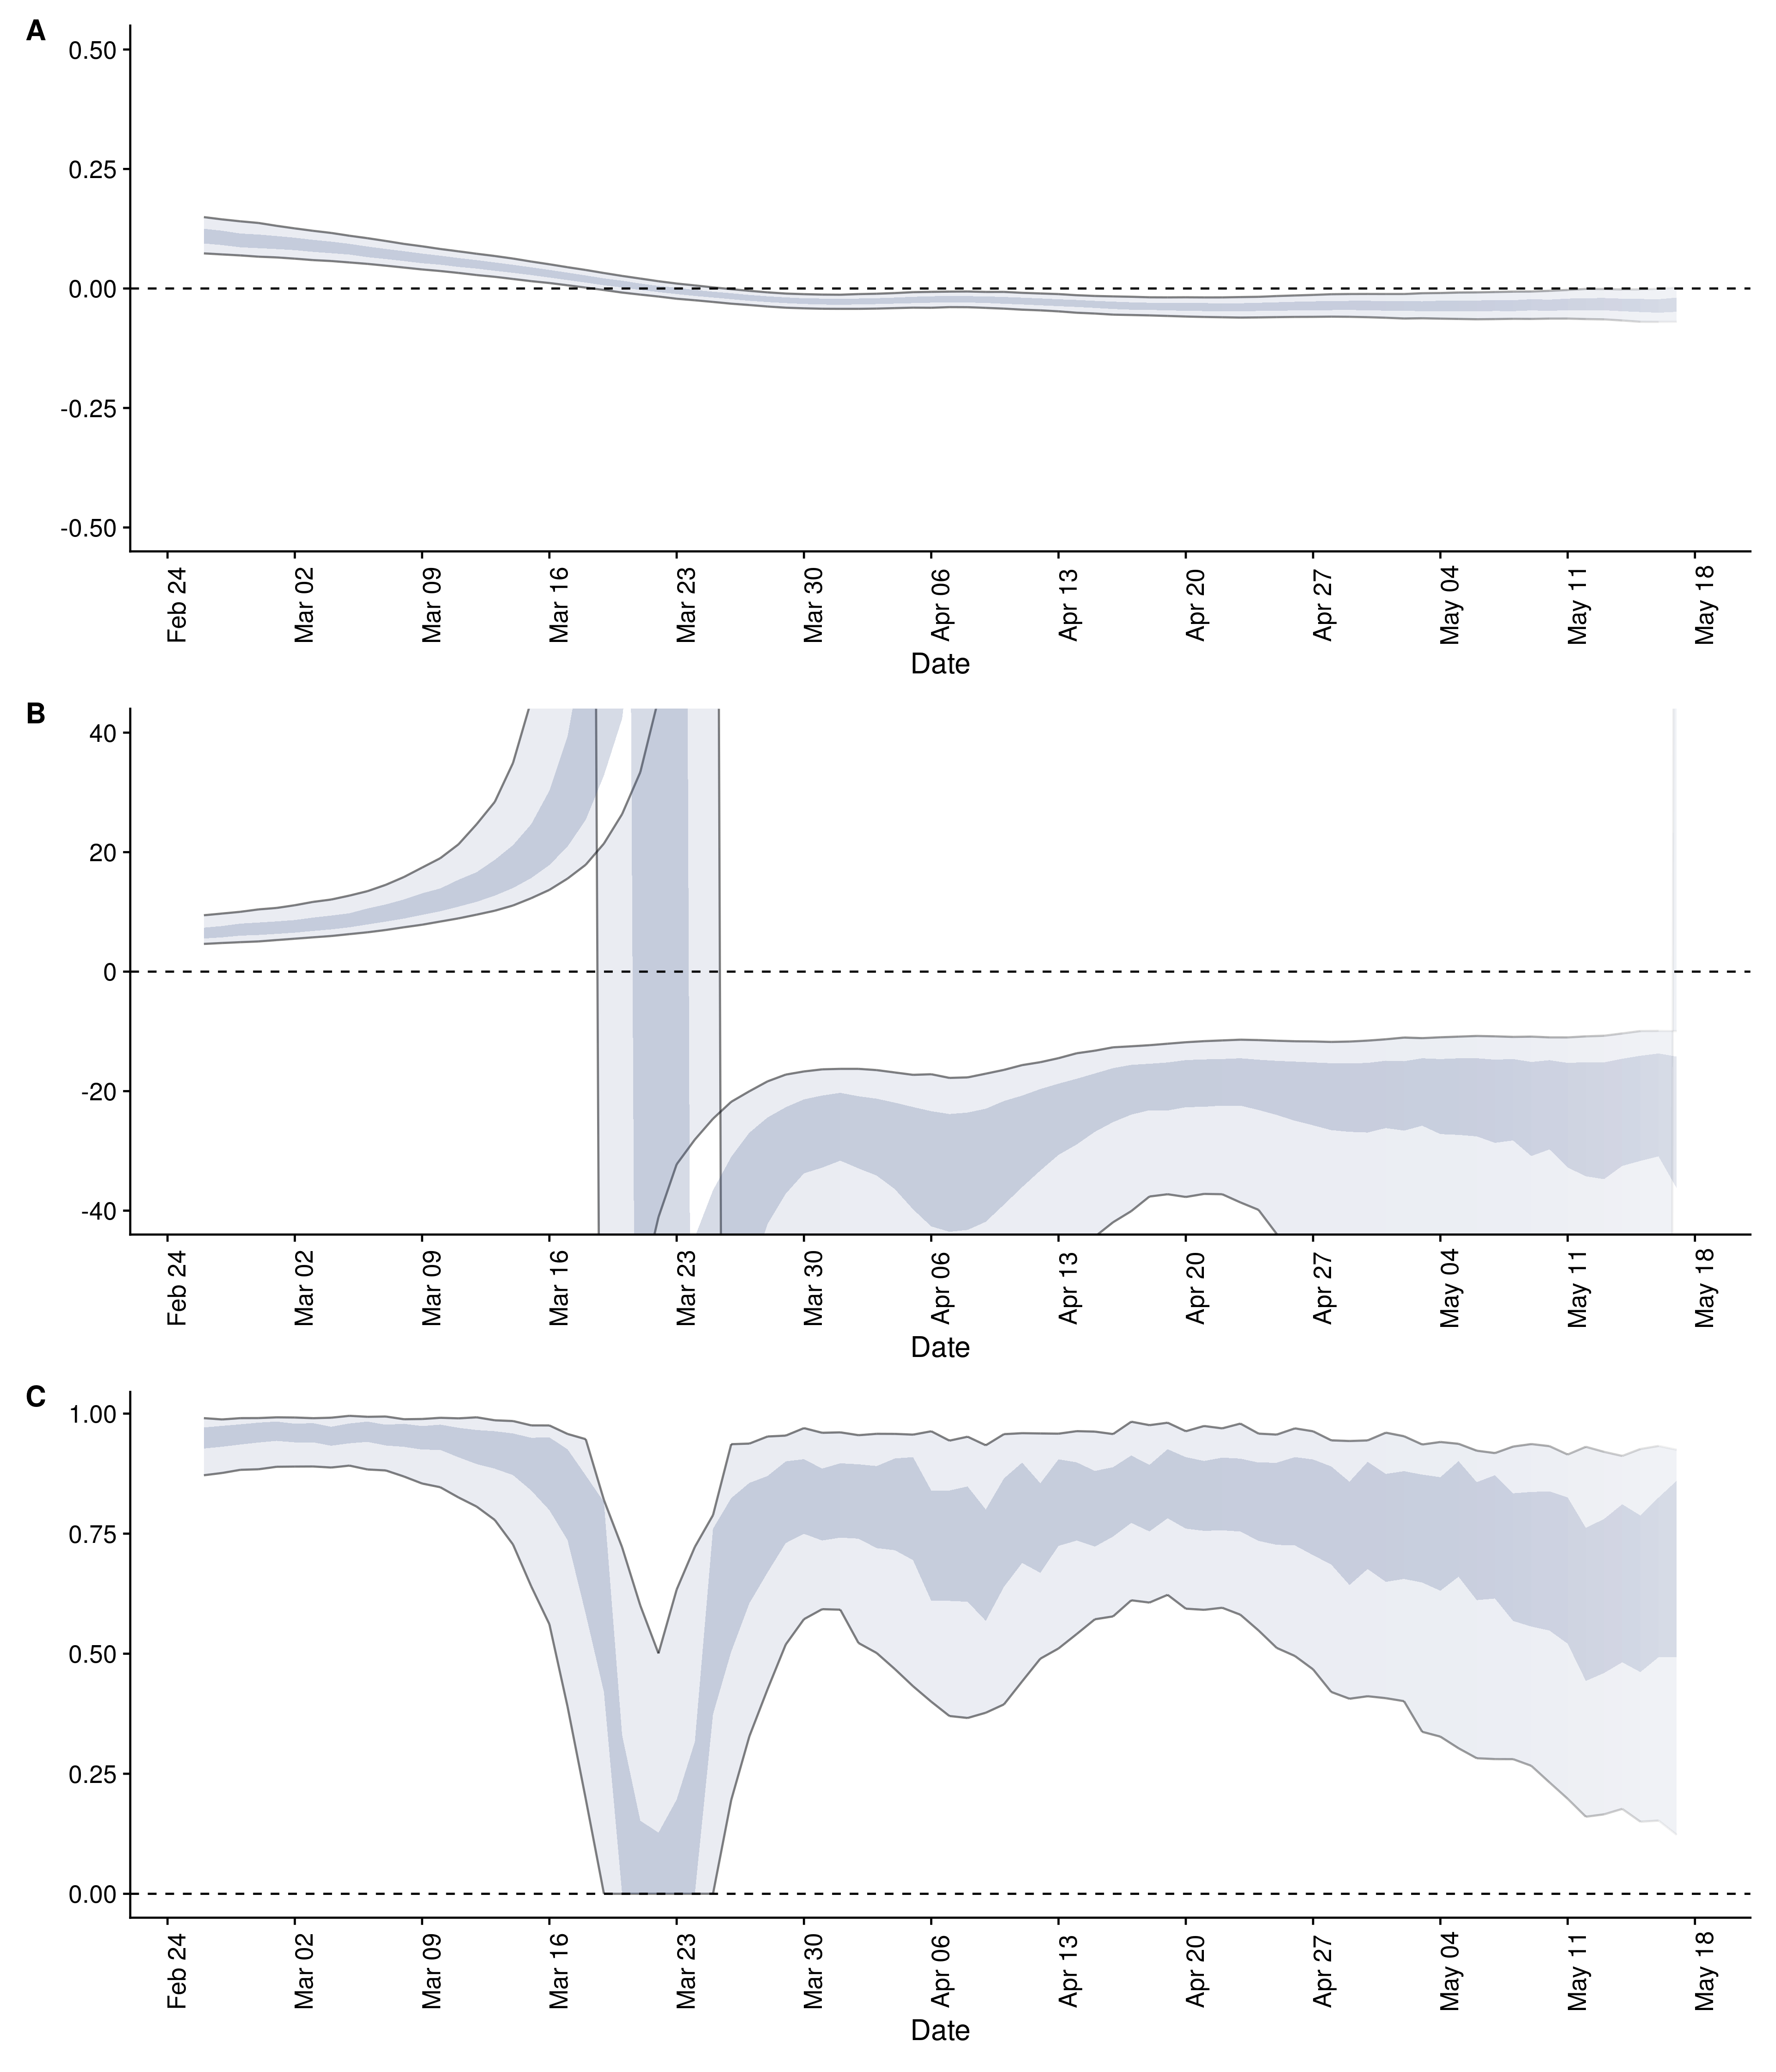 A
0.50
0.25
0.00
-0.25
-0.50
Feb 24
Mar 02
Mar 09
Mar 16
Mar 23
Mar 30
Apr 06
Apr 13
Apr 20
Apr 27
May 04
May 11
May 18
Date
B
40
20
0
-20
-40
Feb 24
Mar 02
Mar 09
Mar 16
Mar 23
Mar 30
Apr 06
Apr 13
Apr 20
Apr 27
May 04
May 11
May 18
Date
C
1.00
0.75
0.50
0.25
0.00
Feb 24
Mar 02
Mar 09
Mar 16
Mar 23
Mar 30
Apr 06
Apr 13
Apr 20
Apr 27
May 04
May 11
May 18
Date